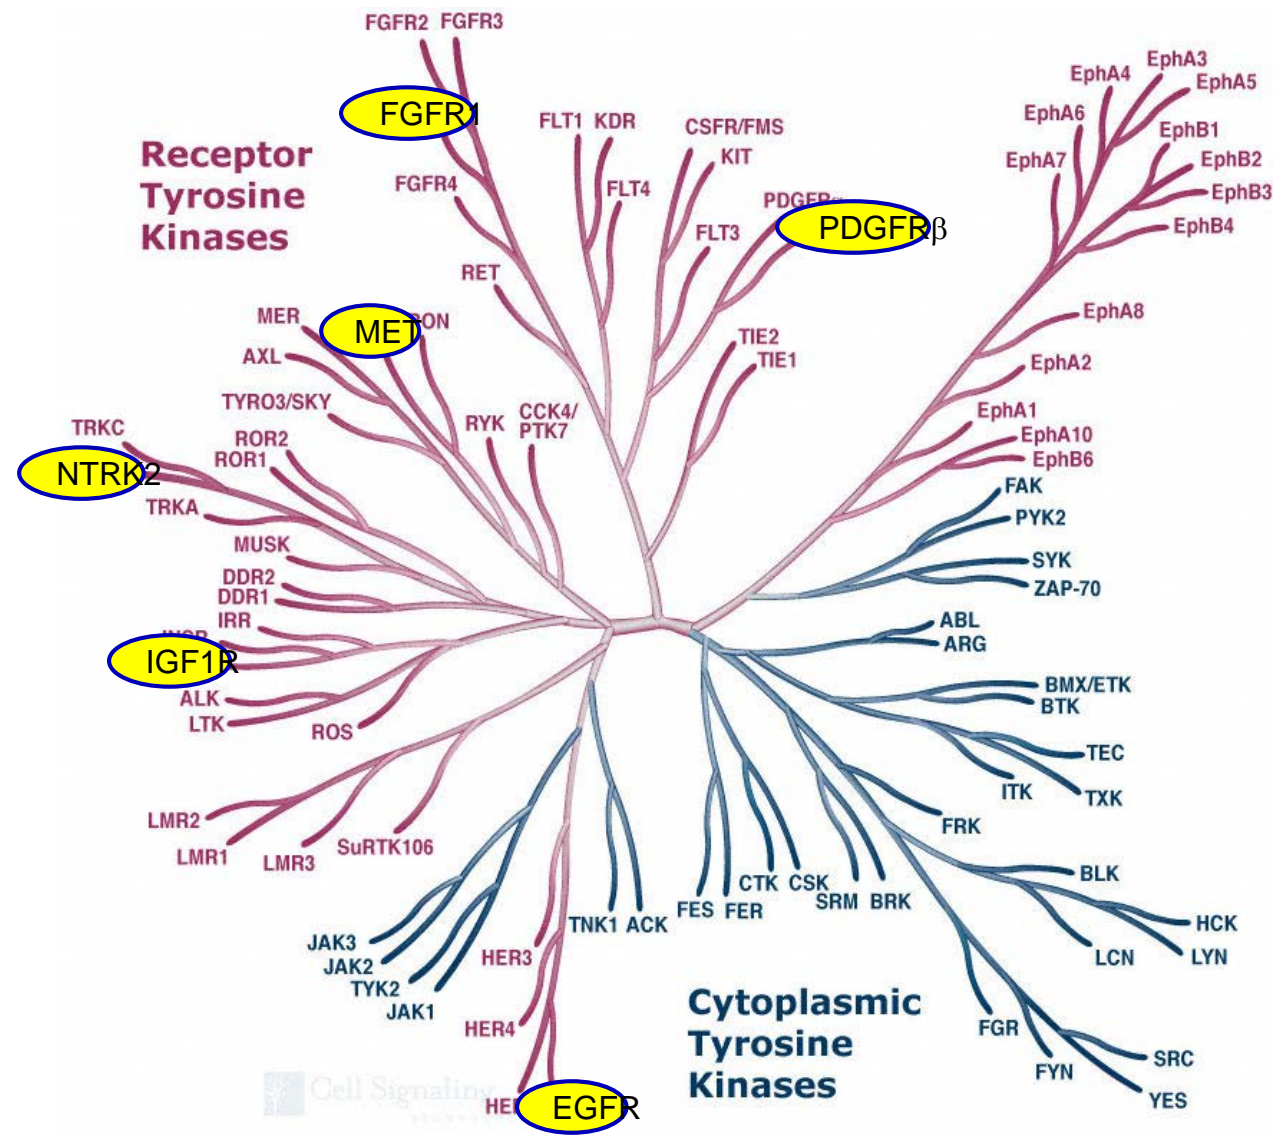 FGFR2 FGFR3
FGFR1
FGFR4
RET
FLT1 KDR
FLT4
CSFR/FMS
KIT
FLT3
PDGFRβ
TIE2
TIE1
EphA3
EphA4
EphA5
EphA6
EphA7
EphB1
EphB2
EphB3
EphB4
EphA8
EphA2
EphA1
EphA10
EphB6
Receptor
Tyrosine
Kinases
MER
MET
AXL
TYRO3/SKY
RYK
CCK4/
PTK7
TRKC
ROR2
ROR1
NTRK2
TRKA
MUSK
DDR2
DDR1
IRR
IGF1R
ALK
LTK
ROS
LMR2
LMR1
LMR3
SuRTK106
FAK
PYK2
SYK
ZAP-70
ABL
ARG
BMX/ETK
BTK
TEC
ITK
TXK
FRK
BLK
HCK
LYN
LCN
FGR
FYN
SRC
YES
CTK CSK
SRM BRK
FES FER
TNK1 ACK
JAK3
JAK2
TYK2
JAK1
HER3
HER4
EGFR
Cytoplasmic
Tyrosine
Kinases
Cell Signaling